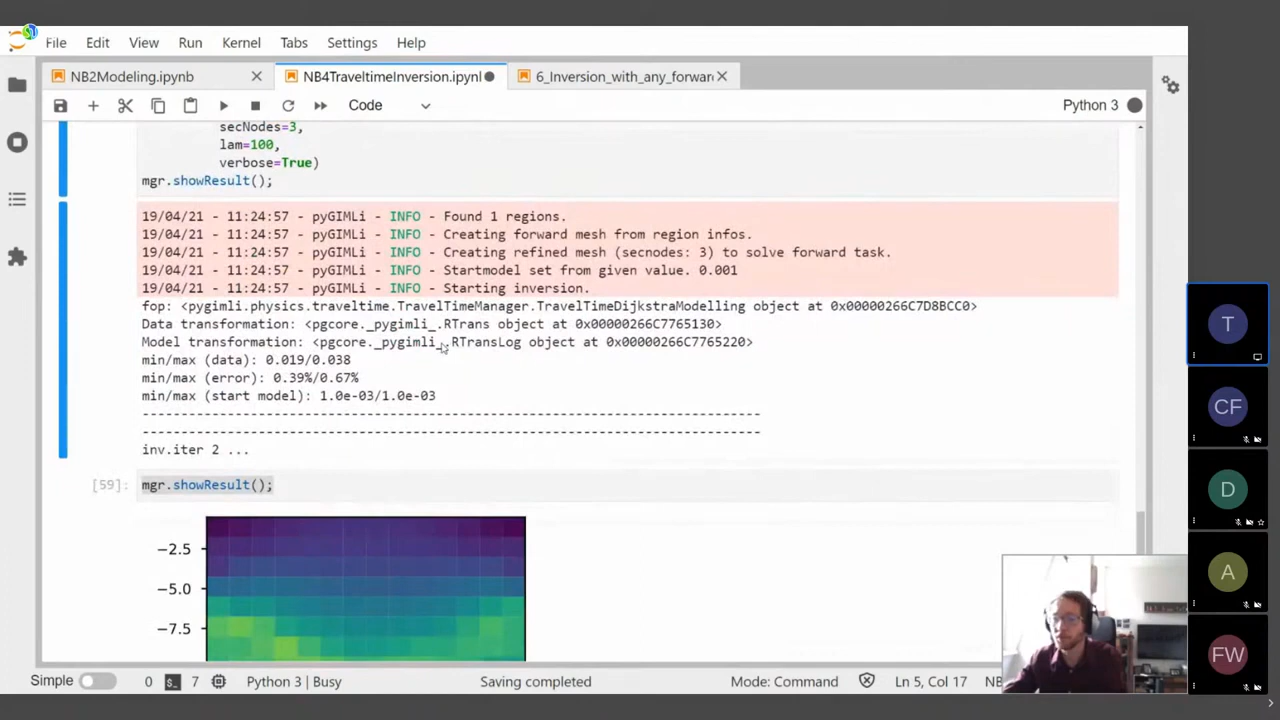 File Edit View Run Kernel Tabs Settings Help
NB2Modeling.ipynb
NB4TraveltimeInversion.ipynl
6_Inversion_with_any_forwar
Code
Python 3
secNodes=3,
lam=100,
verbose=True)
mgr.showResult();
19/04/21 - 11:24:57 - pyGIMLi - INFO - Found 1 regions.
19/04/21 - 11:24:57 - pyGIMLi - INFO - Creating forward mesh from region infos.
19/04/21 - 11:24:57 - pyGIMLi - INFO - Creating refined mesh (secnodes: 3) to solve forward task.
19/04/21 - 11:24:57 - pyGIMLi - INFO - Startmodel set from given value. 0.001
19/04/21 - 11:24:57 - pyGIMLi - INFO - Starting inversion.
fop: <pygimli.physics.traveltime.TravelTimeManager.TravelTimeDijkstraModelling object at 0x00000266C7D8BCC0>
Data transformation: <pgcore._pygimli_.RTrans object at 0x00000266C7765130>
Model transformation: <pgcore._pygimli_.RTransLog object at 0x00000266C7765220>
min/max (data): 0.019/0.038
min/max (error): 0.39%/0.67%
min/max (start model): 1.0e-03/1.0e-03
--------------------------------------------------------------------------------
--------------------------------------------------------------------------------
inv.iter 2 ...
[59]: mgr.showResult();
−2.5
−5.0
−7.5
T
CF
D
A
FW
Simple 0 7 Python 3 | Busy Saving completed Mode: Command Ln 5, Col 17 NB